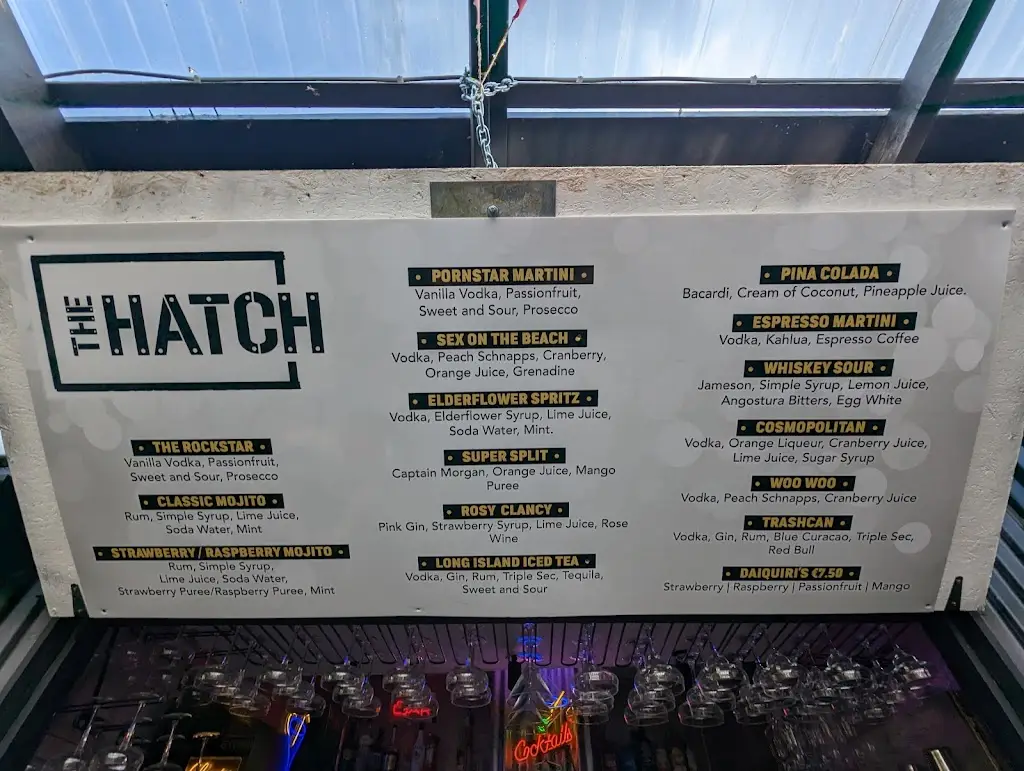 THE HATCH
THE ROCKSTAR
Vanilla Vodka, Passionfruit,
Sweet and Sour, Prosecco
CLASSIC MOJITO
Rum, Simple Syrup, Lime Juice,
Soda Water, Mint
STRAWBERRY / RASPBERRY MOJITO
Rum, Simple Syrup,
Lime Juice, Soda Water,
Strawberry Puree/Raspberry Puree, Mint
PORNSTAR MARTINI
Vanilla Vodka, Passionfruit,
Sweet and Sour, Prosecco
SEX ON THE BEACH
Vodka, Peach Schnapps, Cranberry,
Orange Juice, Grenadine
ELDERFLOWER SPRITZ
Vodka, Elderflower Syrup, Lime Juice,
Soda Water, Mint.
SUPER SPLIT
Captain Morgan, Orange Juice, Mango
Puree
ROSY CLANCY
Pink Gin, Strawberry Syrup, Lime Juice, Rose
Wine
LONG ISLAND ICED TEA
Vodka, Gin, Rum, Triple Sec, Tequila,
Sweet and Sour
PINA COLADA
Bacardi, Cream of Coconut, Pineapple Juice.
ESPRESSO MARTINI
Vodka, Kahlua, Espresso Coffee
WHISKEY SOUR
Jameson, Simple Syrup, Lemon Juice,
Angostura Bitters, Egg White
COSMOPOLITAN
Vodka, Orange Liqueur, Cranberry Juice,
Lime Juice, Sugar Syrup
WOO WOO
Vodka, Peach Schnapps, Cranberry Juice
TRASHCAN
Vodka, Gin, Rum, Blue Curacao, Triple Sec,
Red Bull
DAIQUIRI'S €7.50
Strawberry | Raspberry | Passionfruit | Mango
Cocktails